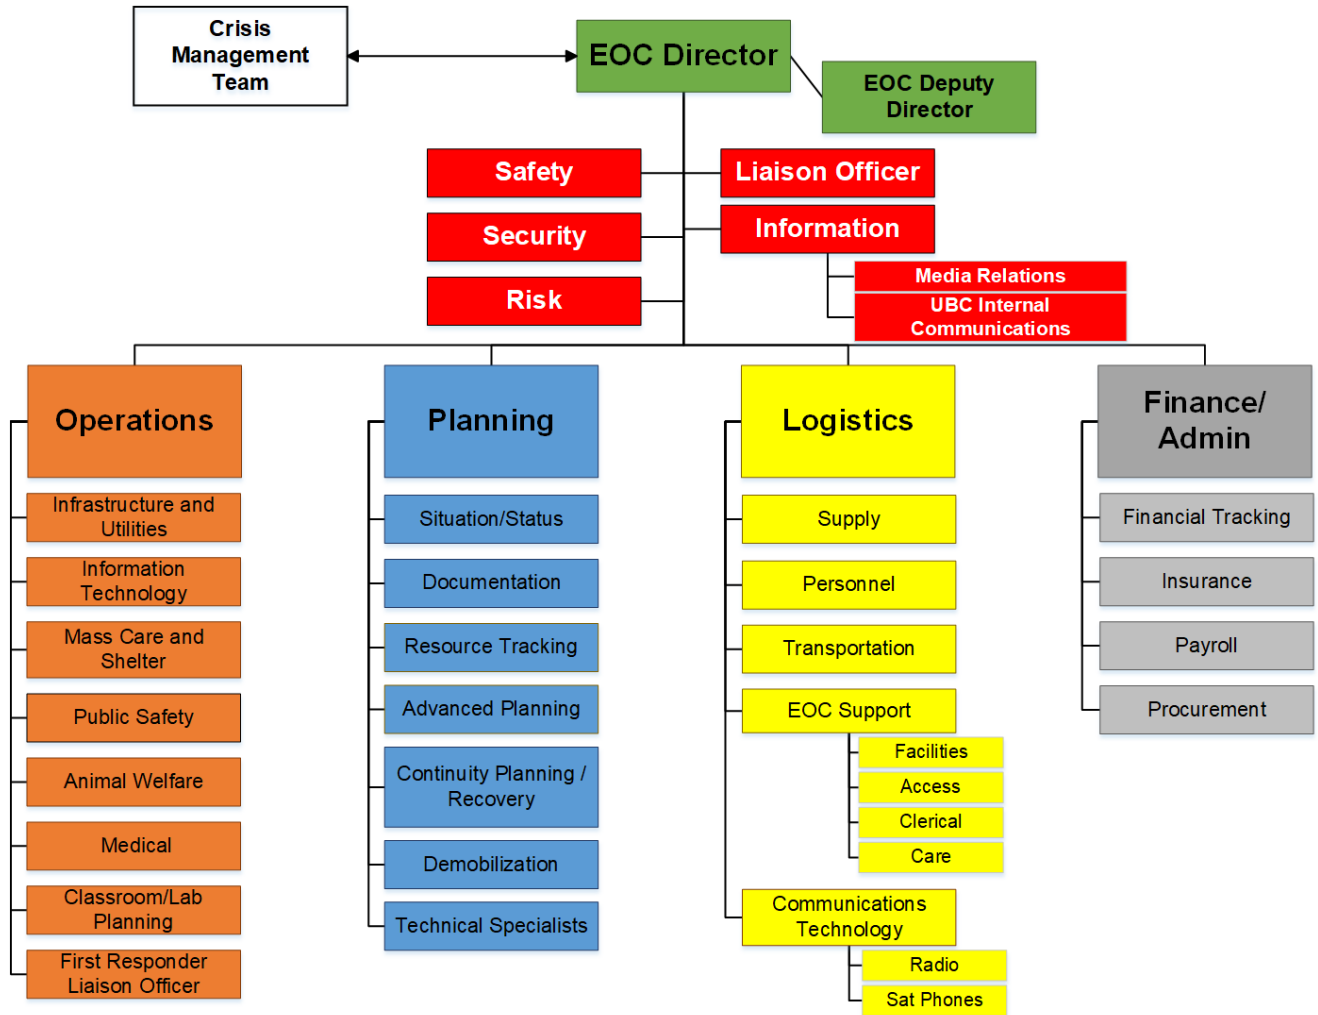 Crisis
Management
Team
EOC Director
EOC Deputy
Director
Safety
Liaison Officer
Security
Information
Risk
Media Relations
UBC Internal
Communications
Operations
Infrastructure and
Utilities
Information
Technology
Mass Care and
Shelter
Public Safety
Animal Welfare
Medical
Classroom/Lab
Planning
First Responder
Liaison Officer
Planning
Situation/Status
Documentation
Resource Tracking
Advanced Planning
Continuity Planning /
Recovery
Demobilization
Technical Specialists
Logistics
Supply
Personnel
Transportation
EOC Support
Facilities
Access
Clerical
Care
Communications
Technology
Radio
Sat Phones
Finance/
Admin
Financial Tracking
Insurance
Payroll
Procurement